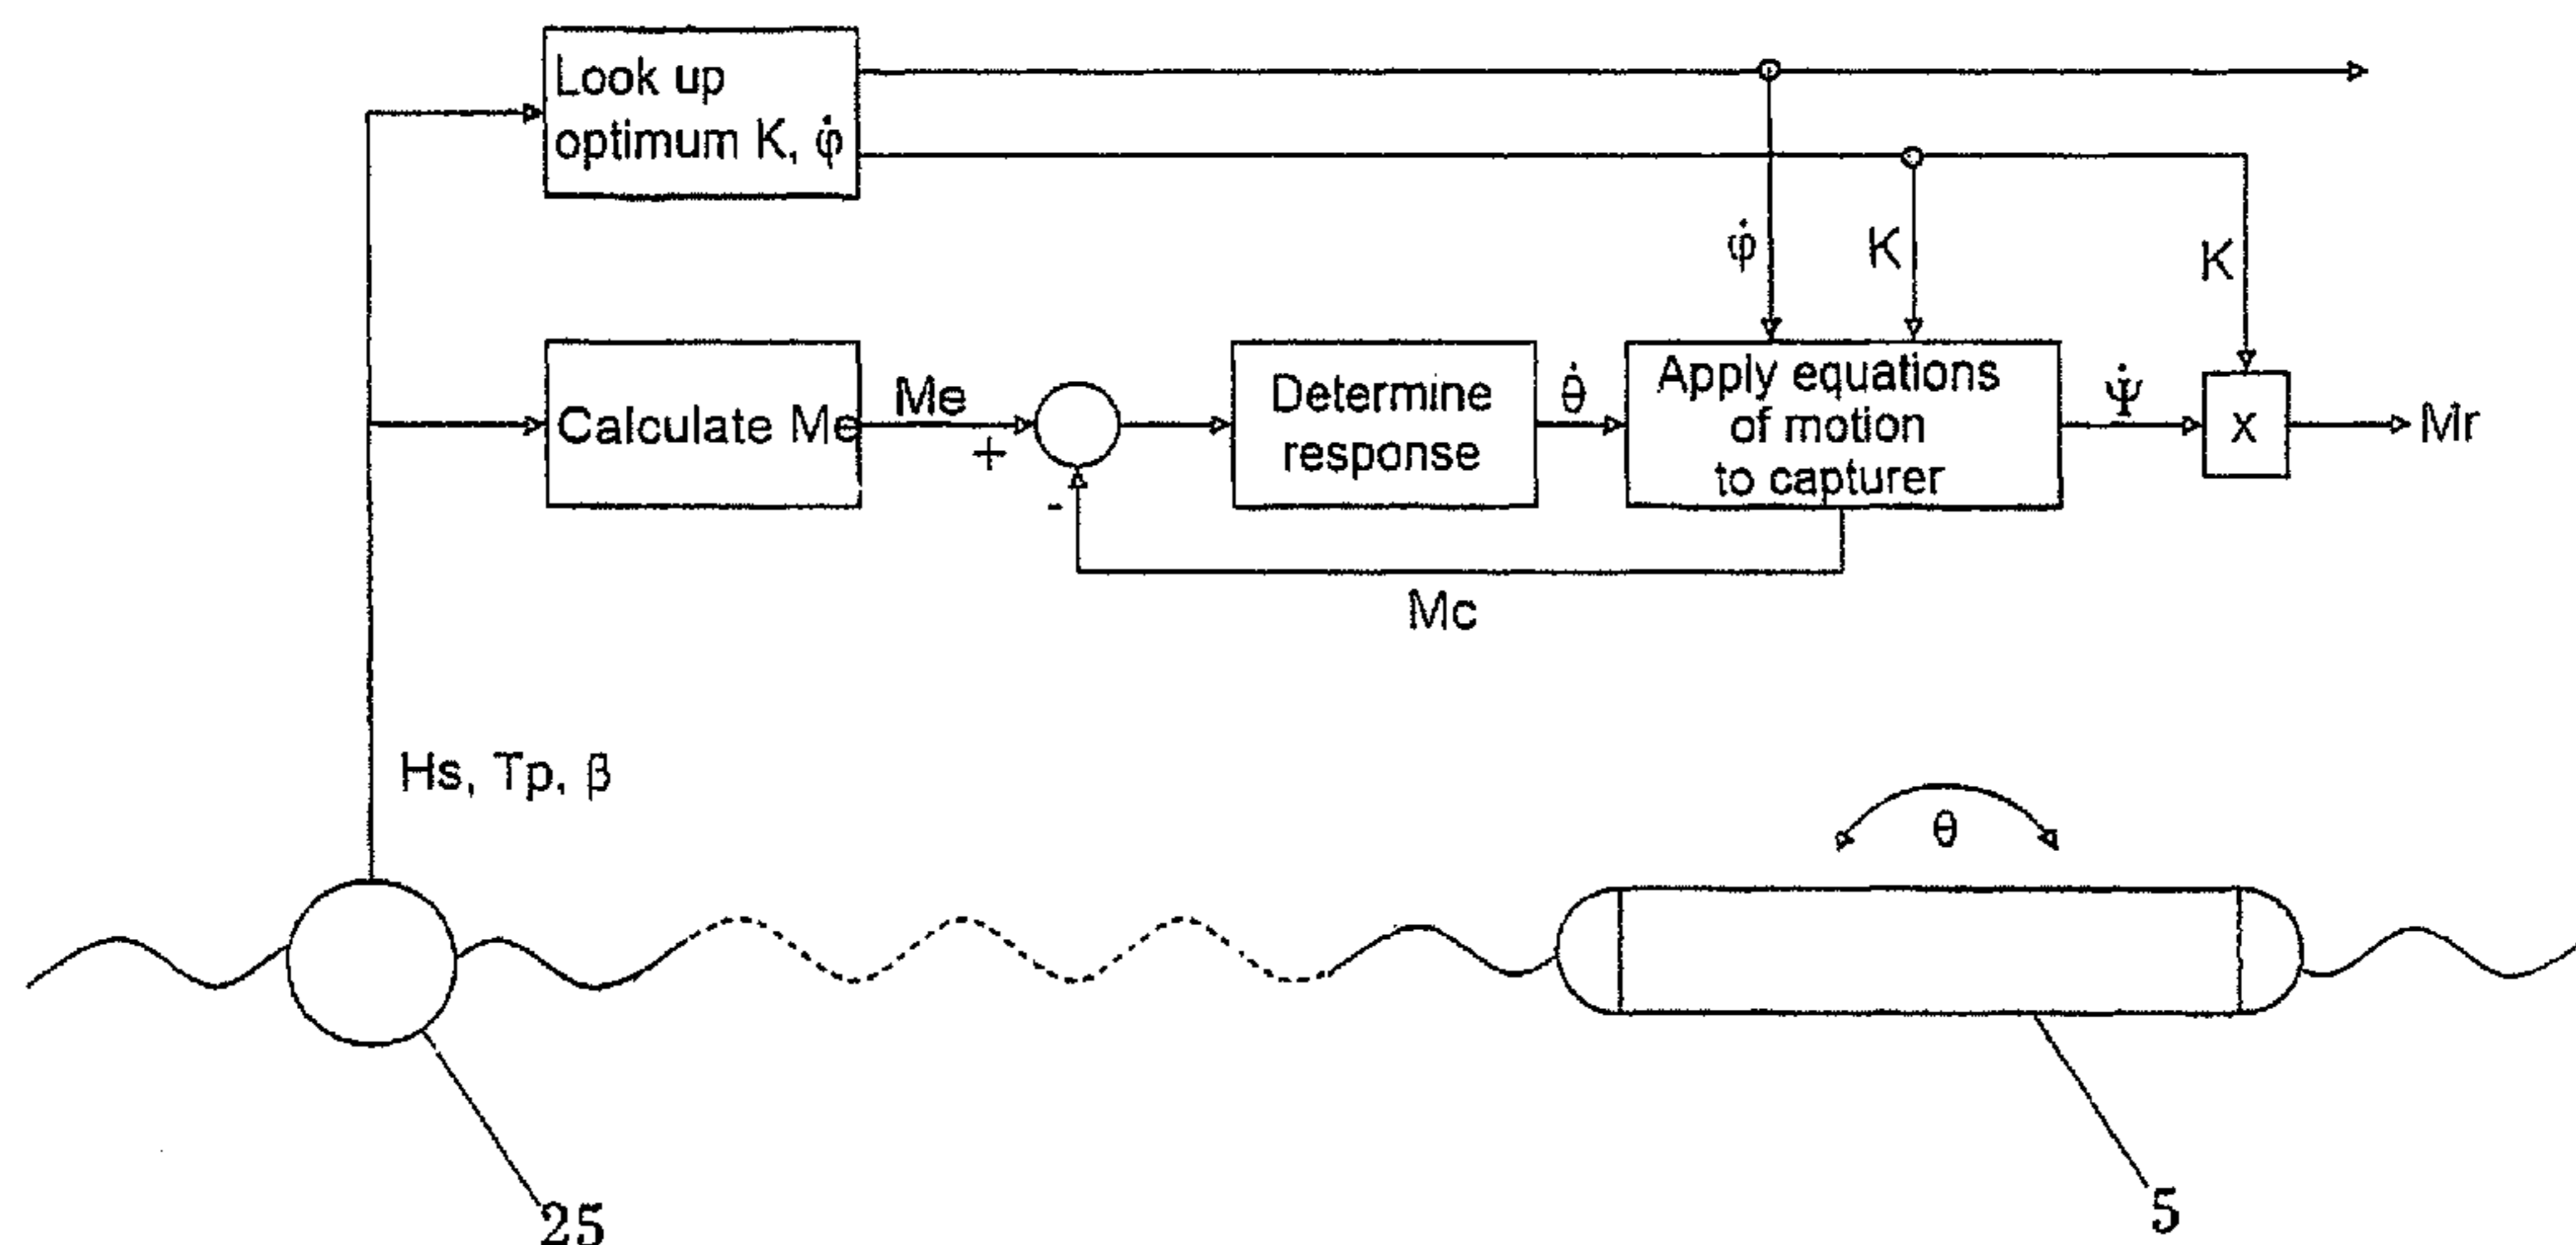 Look up
optimum K, φ̇
φ̇
K
K
Calculate Me
Me
+
-
Determine
response
θ̇
Apply equations
of motion
to capturer
Ψ̇
x
Mr
Mc
Hs, Tp, β
θ
25
5